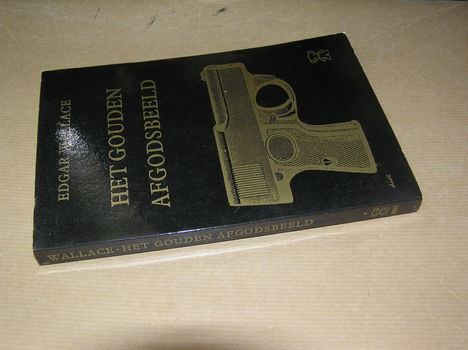 EDGAR WALLACE
HET GOUDEN
AFGODSBEELD
WALLACE · HET GOUDEN AFGODSBEELD